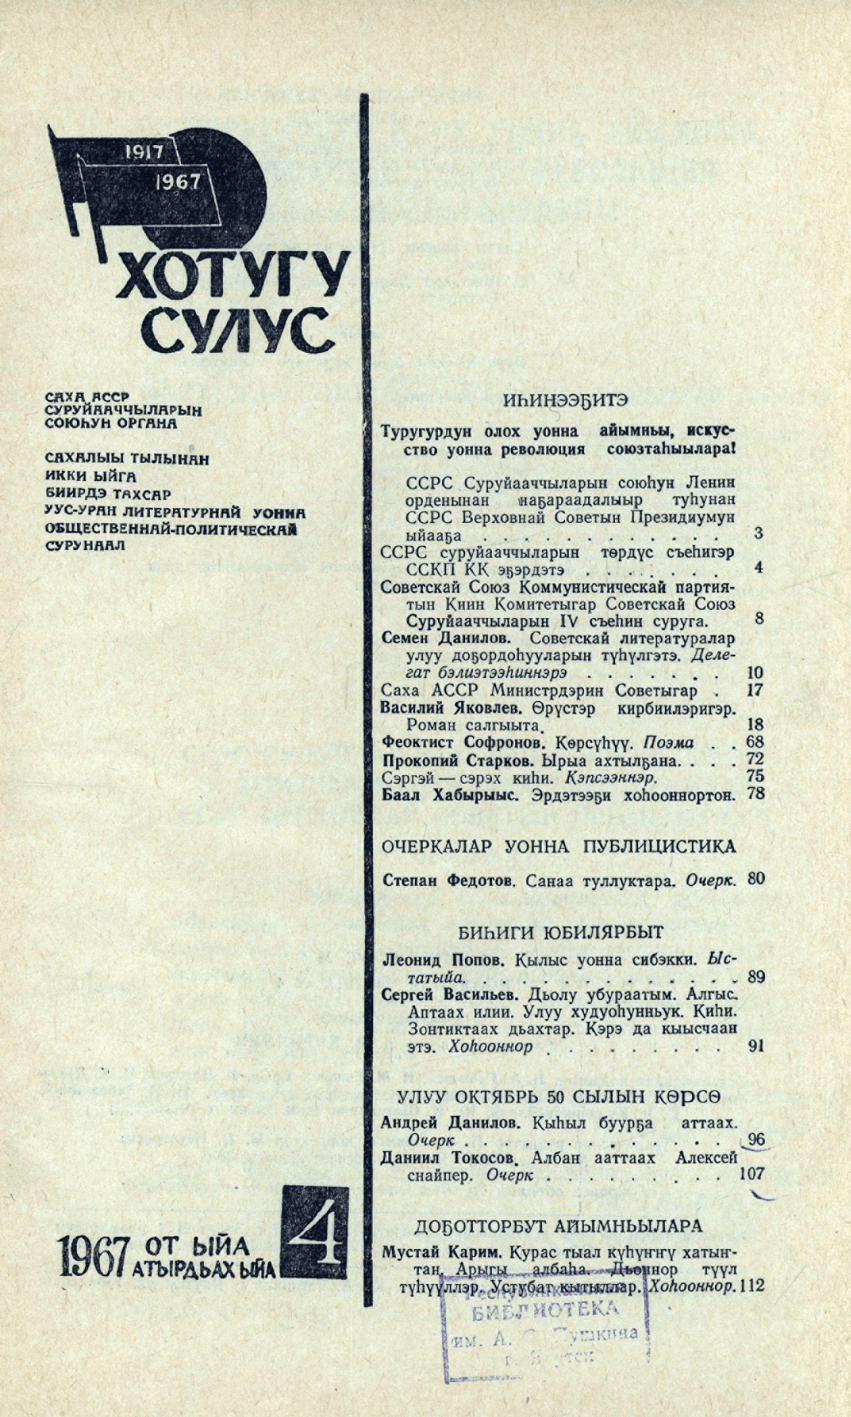 1917
1967
ХОТУГУ
СУЛУС
САХА АССР
СУРУЙААЧЧЫЛАРЫН
СОЮҺУН ОРГАНА
САХАЛЫЫ ТЫЛЫНАН
ИККИ ЫЙГА
БИИРДЭ ТАХСАР
УУС-УРАН ЛИТЕРАТУРНАЙ УОННА
ОБЩЕСТВЕННАЙ-ПОЛИТИЧЕСКАЙ
СУРУНААЛ
1967 ОТ ЫЙА
АТЫРДЬАХ ЫЙА
4
ИҺИНЭЭҔИТЭ
Туругурдун олох уонна айымньы, искус-
ство уонна революция союзтаһыылара!
ССРС Суруйааччыларын союһун Ленин
орденынан наҕараадалыыр туһунан
ССРС Верховнай Советын Президиумун
ыйааҕа . . . . . . . . . . . . 3
ССРС суруйааччыларын төрдүс съеһигэр
ССКП КК эҕэрдэтэ . . . . . . . 4
Советскай Союз Коммунистическай партия-
тын Киин Комитетыгар Советскай Союз
Суруйааччыларын IV съеһин суруга. 8
Семен Данилов. Советскай литературалар
улуу доҕордоһууларын түһүлгэтэ. Деле-
гат бэлиэтээһиннэрэ . . . . . . . 10
Саха АССР Министрдэрин Советыгар . 17
Василий Яковлев. Өрүстэр кирбиилэригэр.
Роман салгыыта. 18
Феоктист Софронов. Көрсүһүү. Поэма . . 68
Прокопий Старков. Ырыа ахтылҕана. . . . 72
Сэргэй — сэрэх киһи. Кэпсээннэр. 75
Баал Хабырыыс. Эрдэтээҕи хоһооннортон. 78
ОЧЕРКАЛАР УОННА ПУБЛИЦИСТИКА
Степан Федотов. Санаа туллуктара. Очерк. 80
БИҺИГИ ЮБИЛЯРБЫТ
Леонид Попов. Кылыс уонна сибэкки. Ыс-
татыйа. . . . . . . . . . . . . . . 89
Сергей Васильев. Дьолу убураатым. Алгыс.
Аптаах илии. Улуу худуоһунньук. Киһи.
Зонтиктаах дьахтар. Кэрэ да кыысчаан
этэ. Хоһооннор . . . . . . . . . 91
УЛУУ ОКТЯБРЬ 50 СЫЛЫН КӨРСӨ
Андрей Данилов. Кыһыл буурҕа аттаах.
Очерк . . . . . . . . . . . . . . 96
Даниил Токосов. Албан ааттаах Алексей
снайпер. Очерк . . . . . . . . . . 107
ДОҔОТТОРБУТ АЙЫМНЬЫЛАРА
Мустай Карим. Курас тыал күһүҥҥү хатыҥ-
тан. Арыгы албаһа. Дьоннор түүл
түһүүллэр. Устубат кытыллар. Хоһооннор. 112
БИБЛИОТЕКА
им. А. С. Пушкина